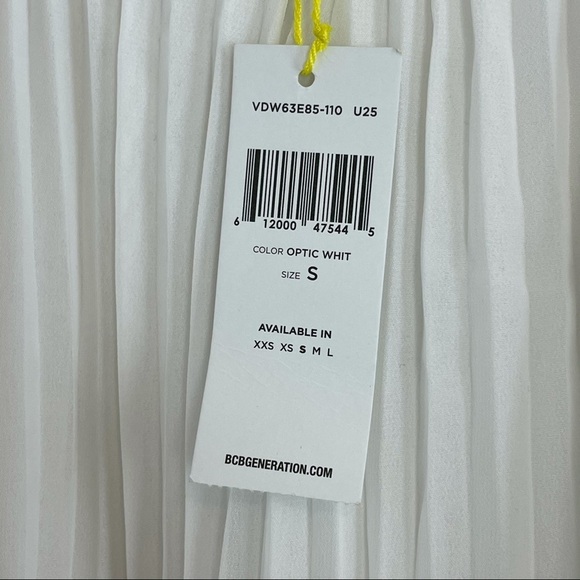 VDW63E85-110 U25
6 12000 47544 5
COLOR OPTIC WHIT
SIZE S
AVAILABLE IN
XXS XS S M L
BCBGENERATION.COM